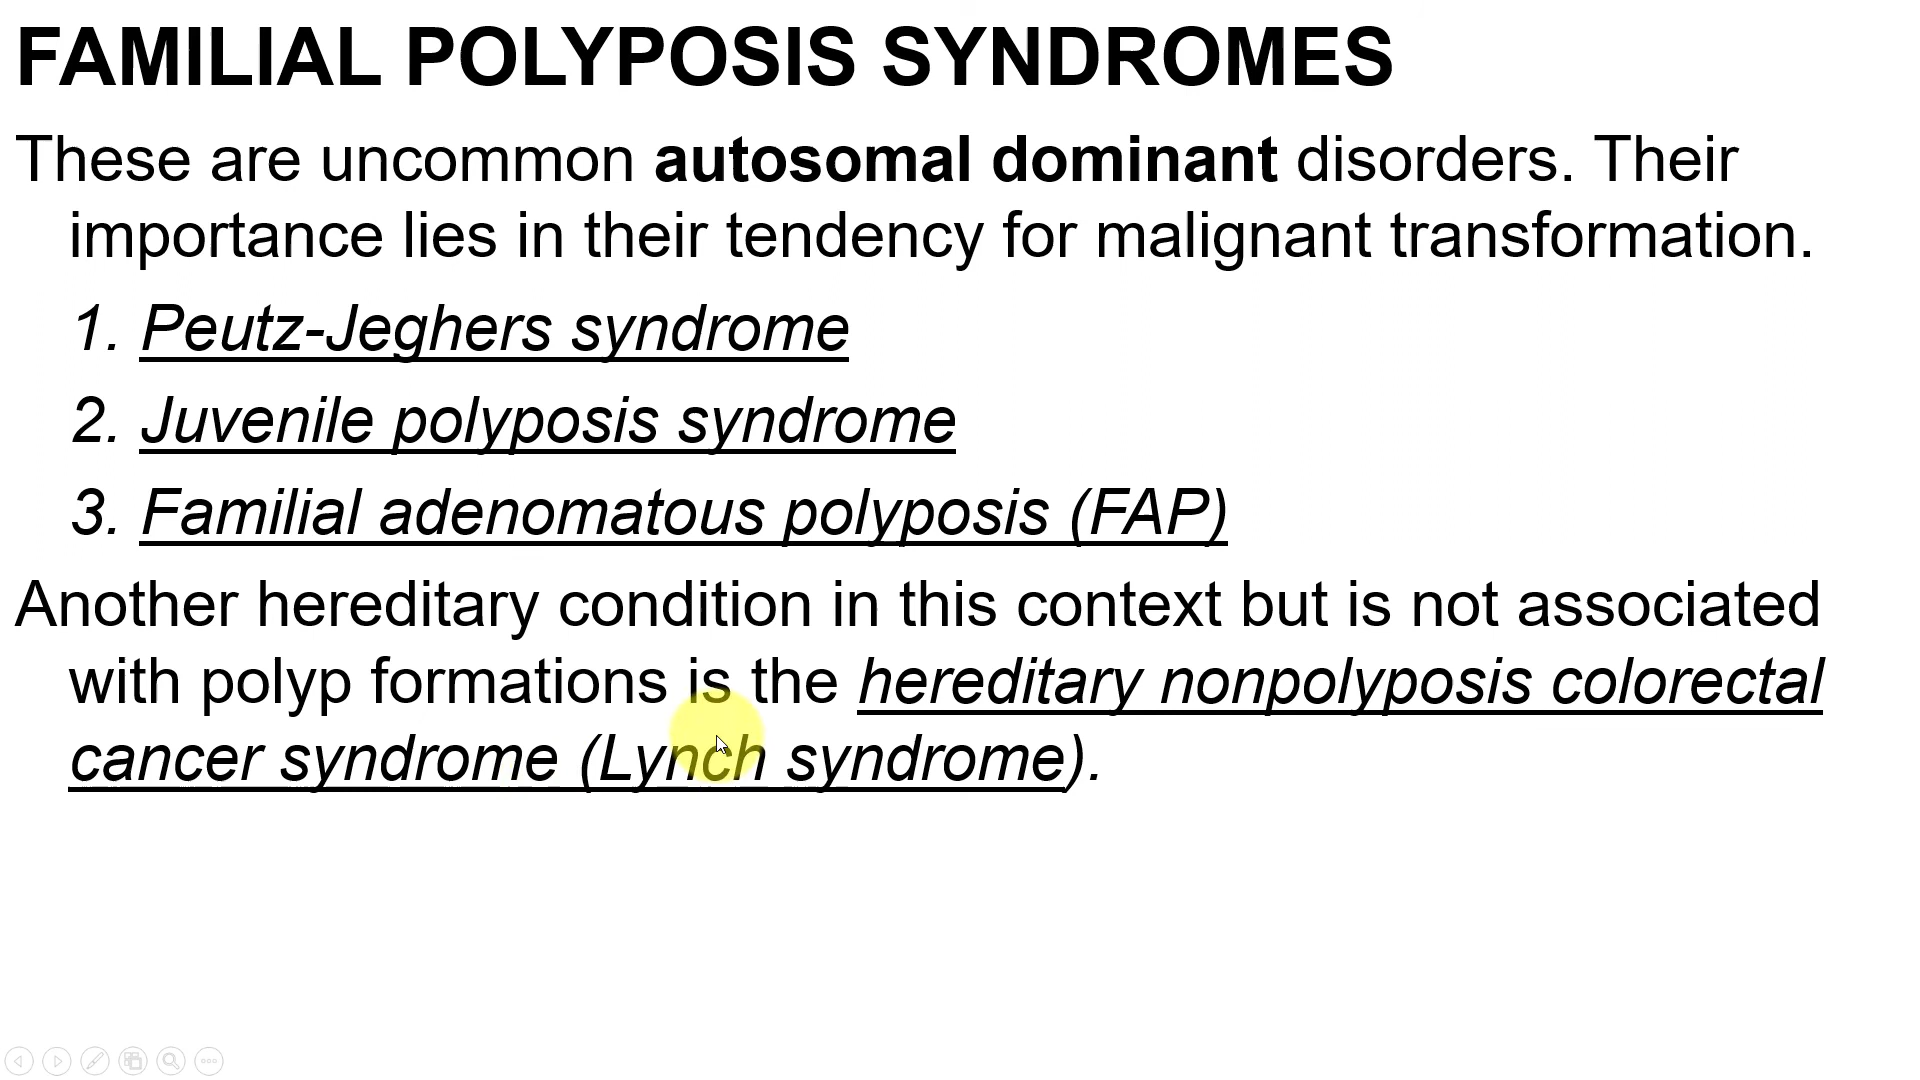 FAMILIAL POLYPOSIS SYNDROMES
These are uncommon autosomal dominant disorders. Their
importance lies in their tendency for malignant transformation.
1. Peutz-Jeghers syndrome
2. Juvenile polyposis syndrome
3. Familial adenomatous polyposis (FAP)
Another hereditary condition in this context but is not associated
with polyp formations is the hereditary nonpolyposis colorectal
cancer syndrome (Lynch syndrome).